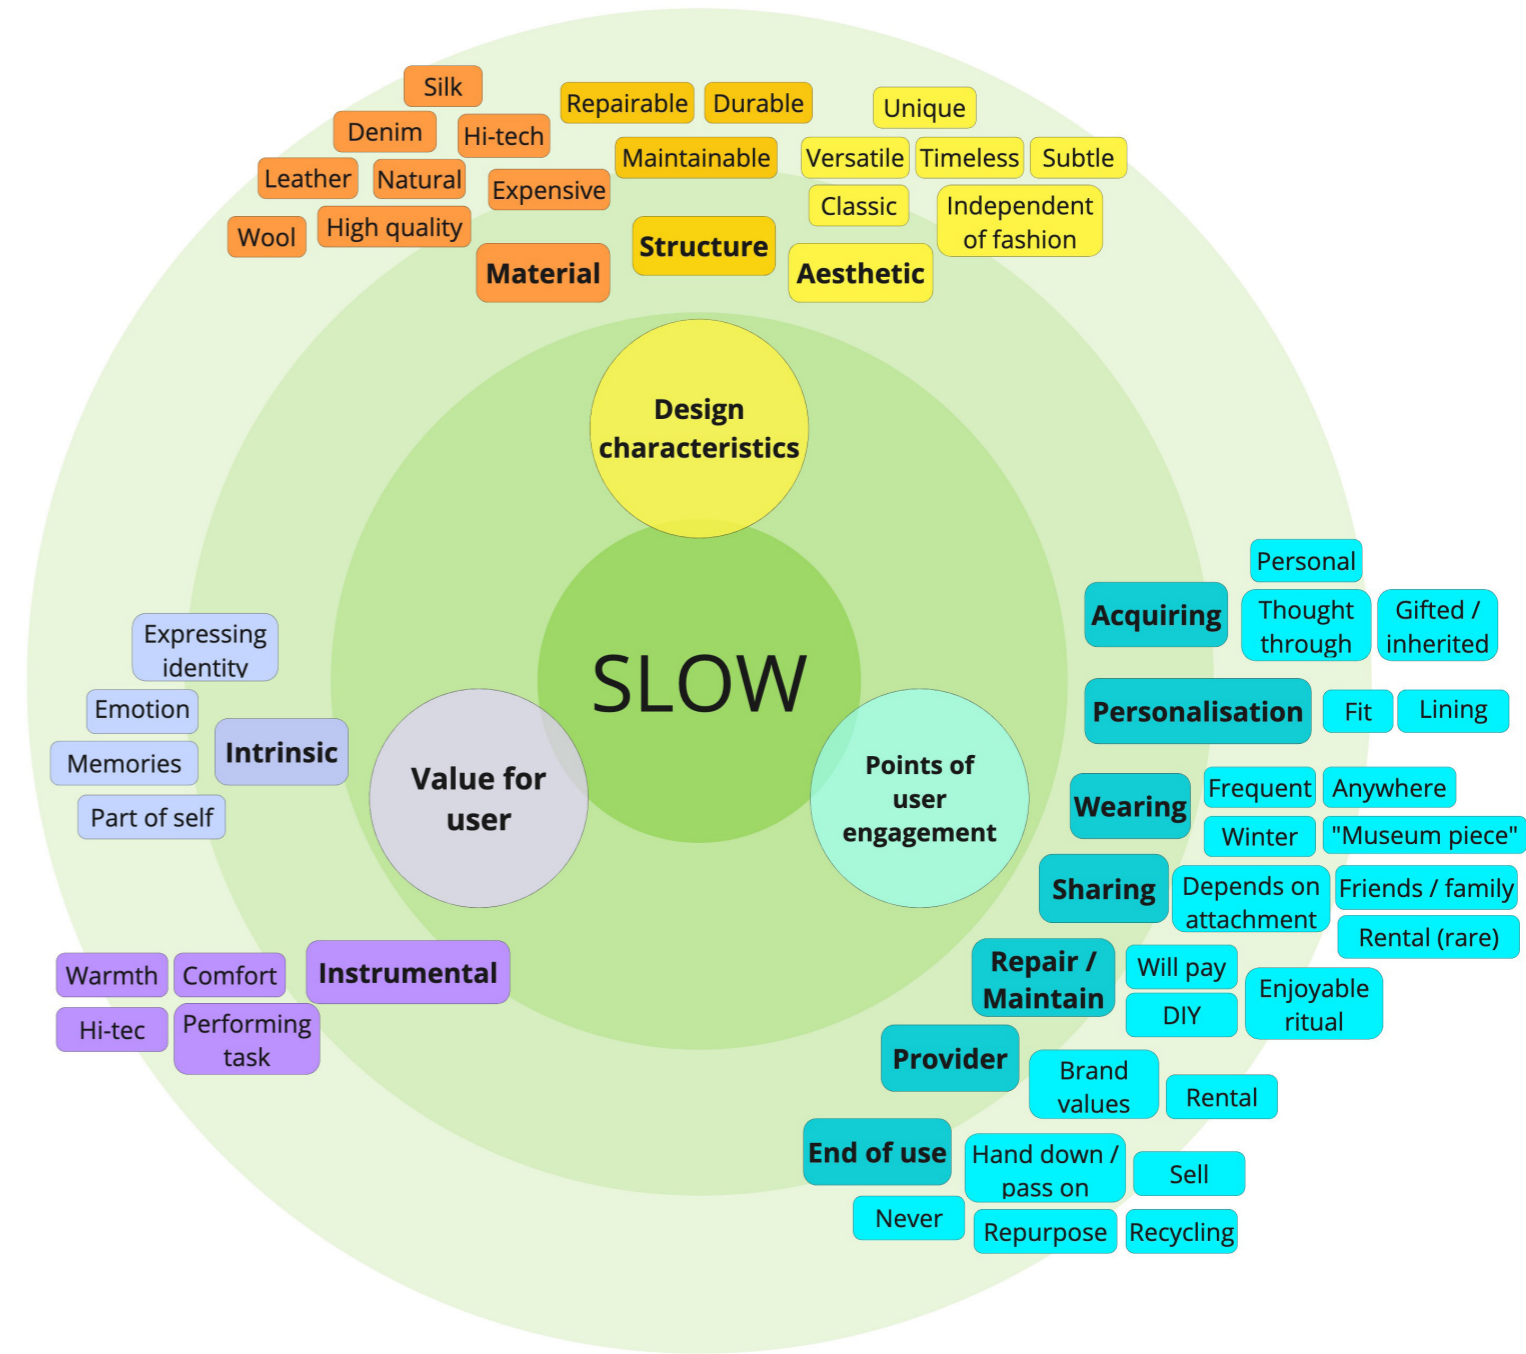 Silk
Denim
Hi-tech
Leather
Natural
Expensive
Wool
High quality
Material
Repairable
Durable
Maintainable
Structure
Unique
Versatile
Timeless
Subtle
Classic
Independent
of fashion
Aesthetic
Design
characteristics
SLOW
Value for
user
Points of
user
engagement
Expressing
identity
Emotion
Memories
Part of self
Intrinsic
Warmth
Comfort
Hi-tec
Performing
task
Instrumental
Acquiring
Personal
Thought
through
Gifted /
inherited
Personalisation
Fit
Lining
Wearing
Frequent
Anywhere
Winter
"Museum piece"
Sharing
Depends on
attachment
Friends / family
Rental (rare)
Repair /
Maintain
Will pay
DIY
Enjoyable
ritual
Provider
Brand
values
Rental
End of use
Hand down /
pass on
Sell
Never
Repurpose
Recycling